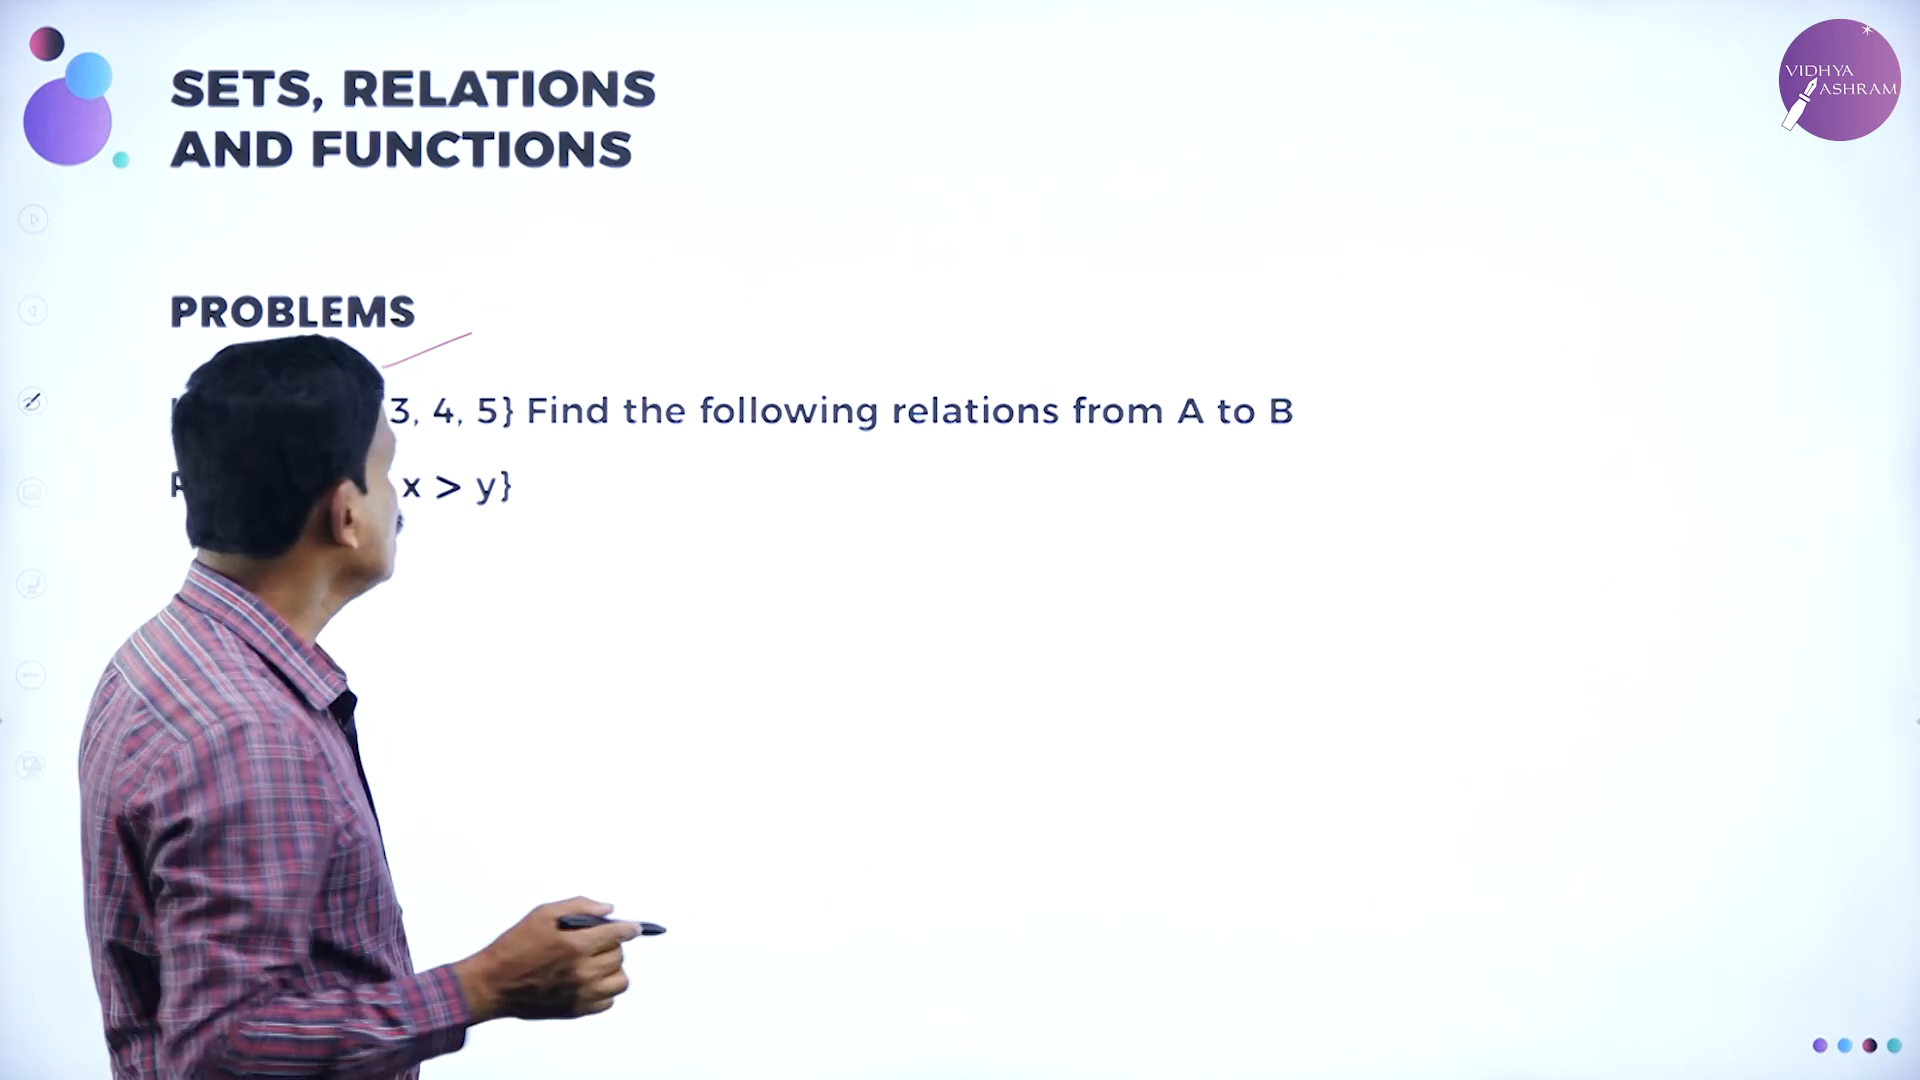 SETS, RELATIONS
AND FUNCTIONS
VIDHYA
ASHRAM
PROBLEMS
3, 4, 5} Find the following relations from A to B
x > y}